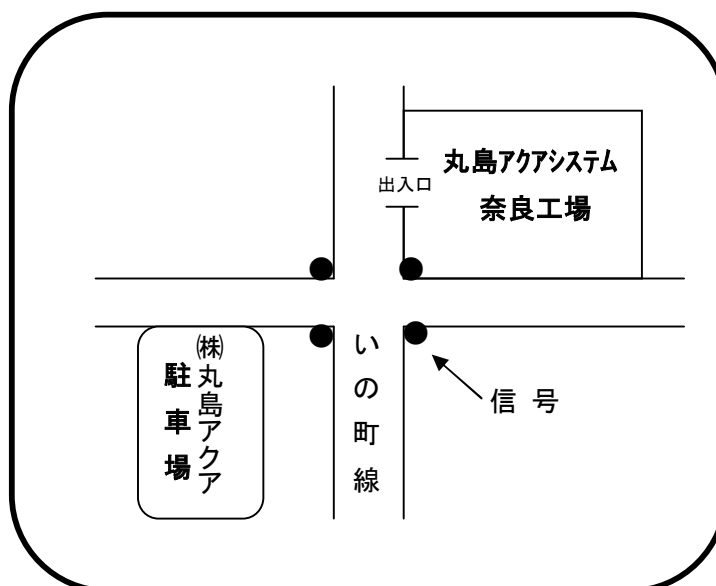 丸島アクアシステム
奈良工場
出入口
㈱丸島アクア
駐車場
いの町線
信号